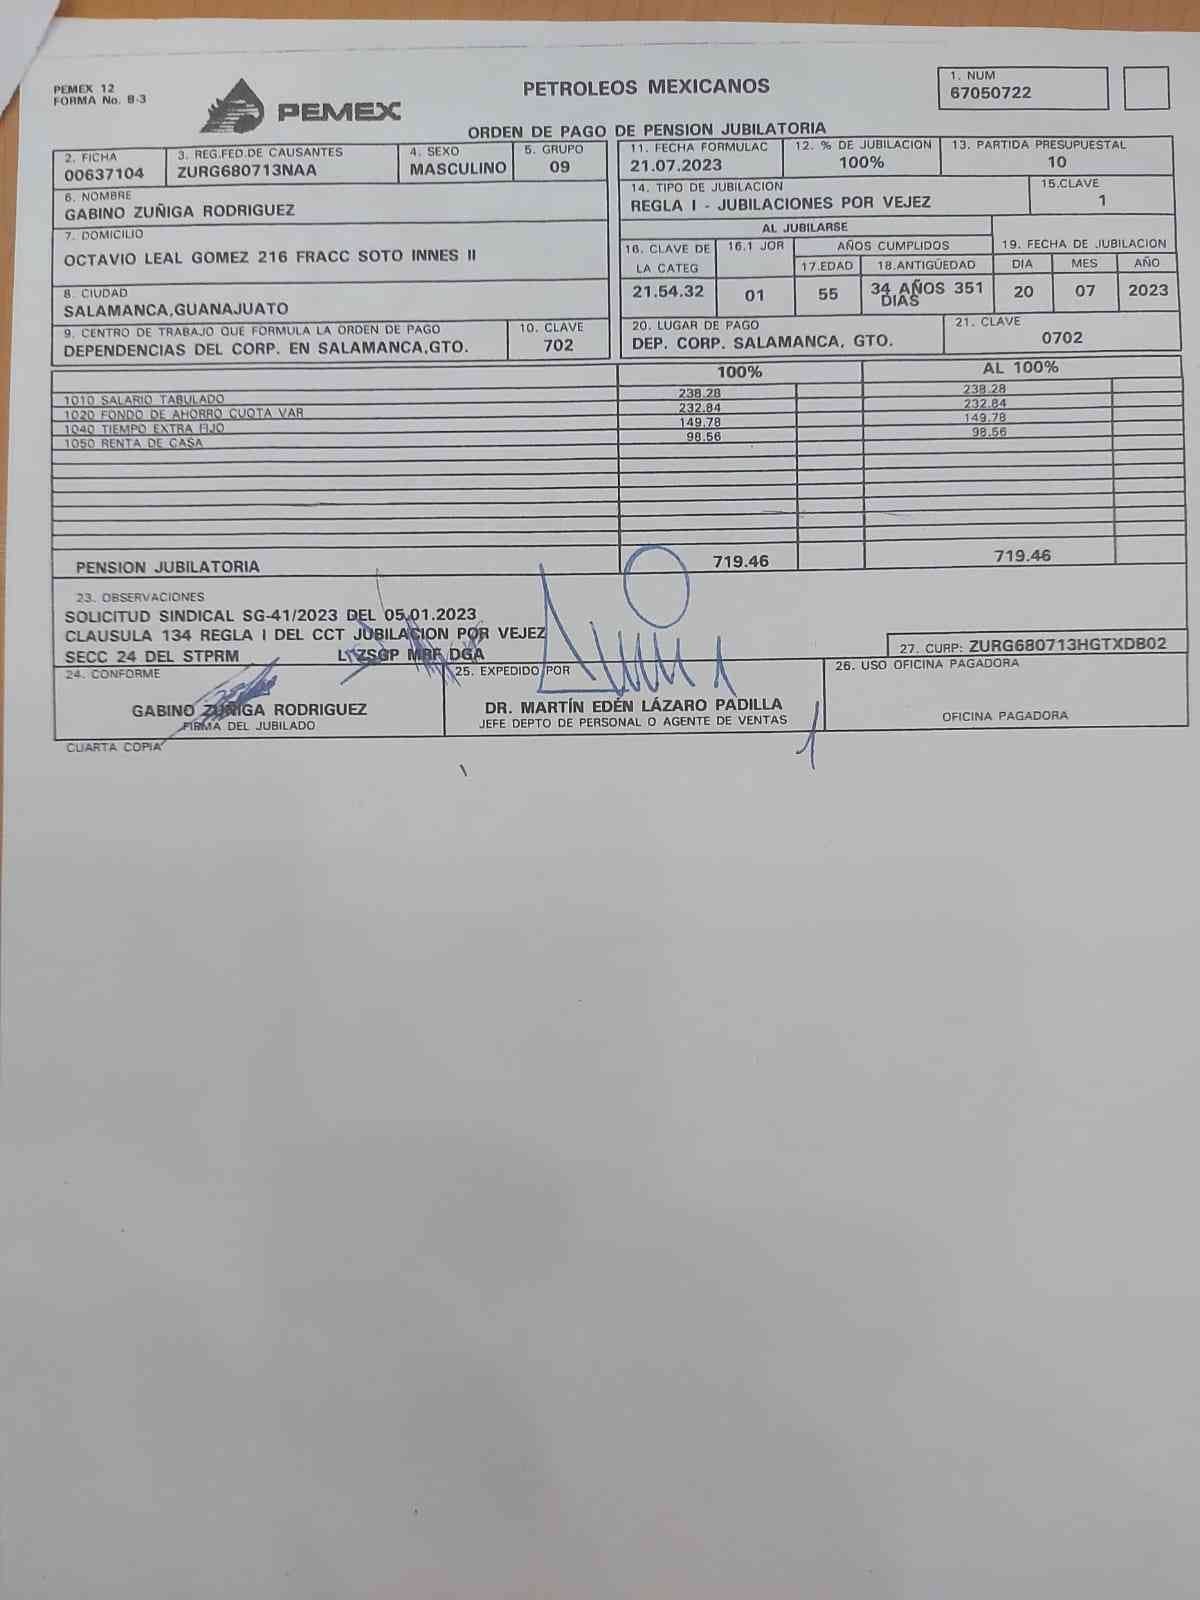 PEMEX 12
FORMA No. B-3
PEMEX
PETROLEOS MEXICANOS
1. NUM
67050722
ORDEN DE PAGO DE PENSION JUBILATORIA
2. FICHA
00637104
3. REG.FED.DE CAUSANTES
ZURG680713NAA
4. SEXO
MASCULINO
5. GRUPO
09
6. NOMBRE
GABINO ZUÑIGA RODRIGUEZ
7. DOMICILIO
OCTAVIO LEAL GOMEZ 216 FRACC SOTO INNES II
8. CIUDAD
SALAMANCA,GUANAJUATO
9. CENTRO DE TRABAJO QUE FORMULA LA ORDEN DE PAGO
DEPENDENCIAS DEL CORP. EN SALAMANCA,GTO.
10. CLAVE
702
11. FECHA FORMULAC
21.07.2023
12. % DE JUBILACION
100%
13. PARTIDA PRESUPUESTAL
10
14. TIPO DE JUBILACION
REGLA I - JUBILACIONES POR VEJEZ
15.CLAVE
1
AL JUBILARSE
16. CLAVE DE
LA CATEG
21.54.32
16.1 JOR
01
AÑOS CUMPLIDOS
17.EDAD
55
18.ANTIGÜEDAD
34 AÑOS 351
DIAS
19. FECHA DE JUBILACION
DIA MES AÑO
20 07 2023
20. LUGAR DE PAGO
DEP. CORP. SALAMANCA, GTO.
21. CLAVE
0702
100% AL 100%
1010 SALARIO TABULADO 238.28 238.28
1020 FONDO DE AHORRO CUOTA VAR 232.84 232.84
1040 TIEMPO EXTRA FIJO 149.78 149.78
1050 RENTA DE CASA 98.56 98.56
PENSION JUBILATORIA 719.46 719.46
23. OBSERVACIONES
SOLICITUD SINDICAL SG-41/2023 DEL 05.01.2023
CLAUSULA 134 REGLA I DEL CCT JUBILACION POR VEJEZ
SECC 24 DEL STPRM MRF DGA
27. CURP: ZURG680713HGTXDB02
24. CONFORME
GABINO ZUÑIGA RODRIGUEZ
FIRMA DEL JUBILADO
25. EXPEDIDO POR
DR. MARTÍN EDÉN LÁZARO PADILLA
JEFE DEPTO DE PERSONAL O AGENTE DE VENTAS
26. USO OFICINA PAGADORA
OFICINA PAGADORA
CUARTA COPIA